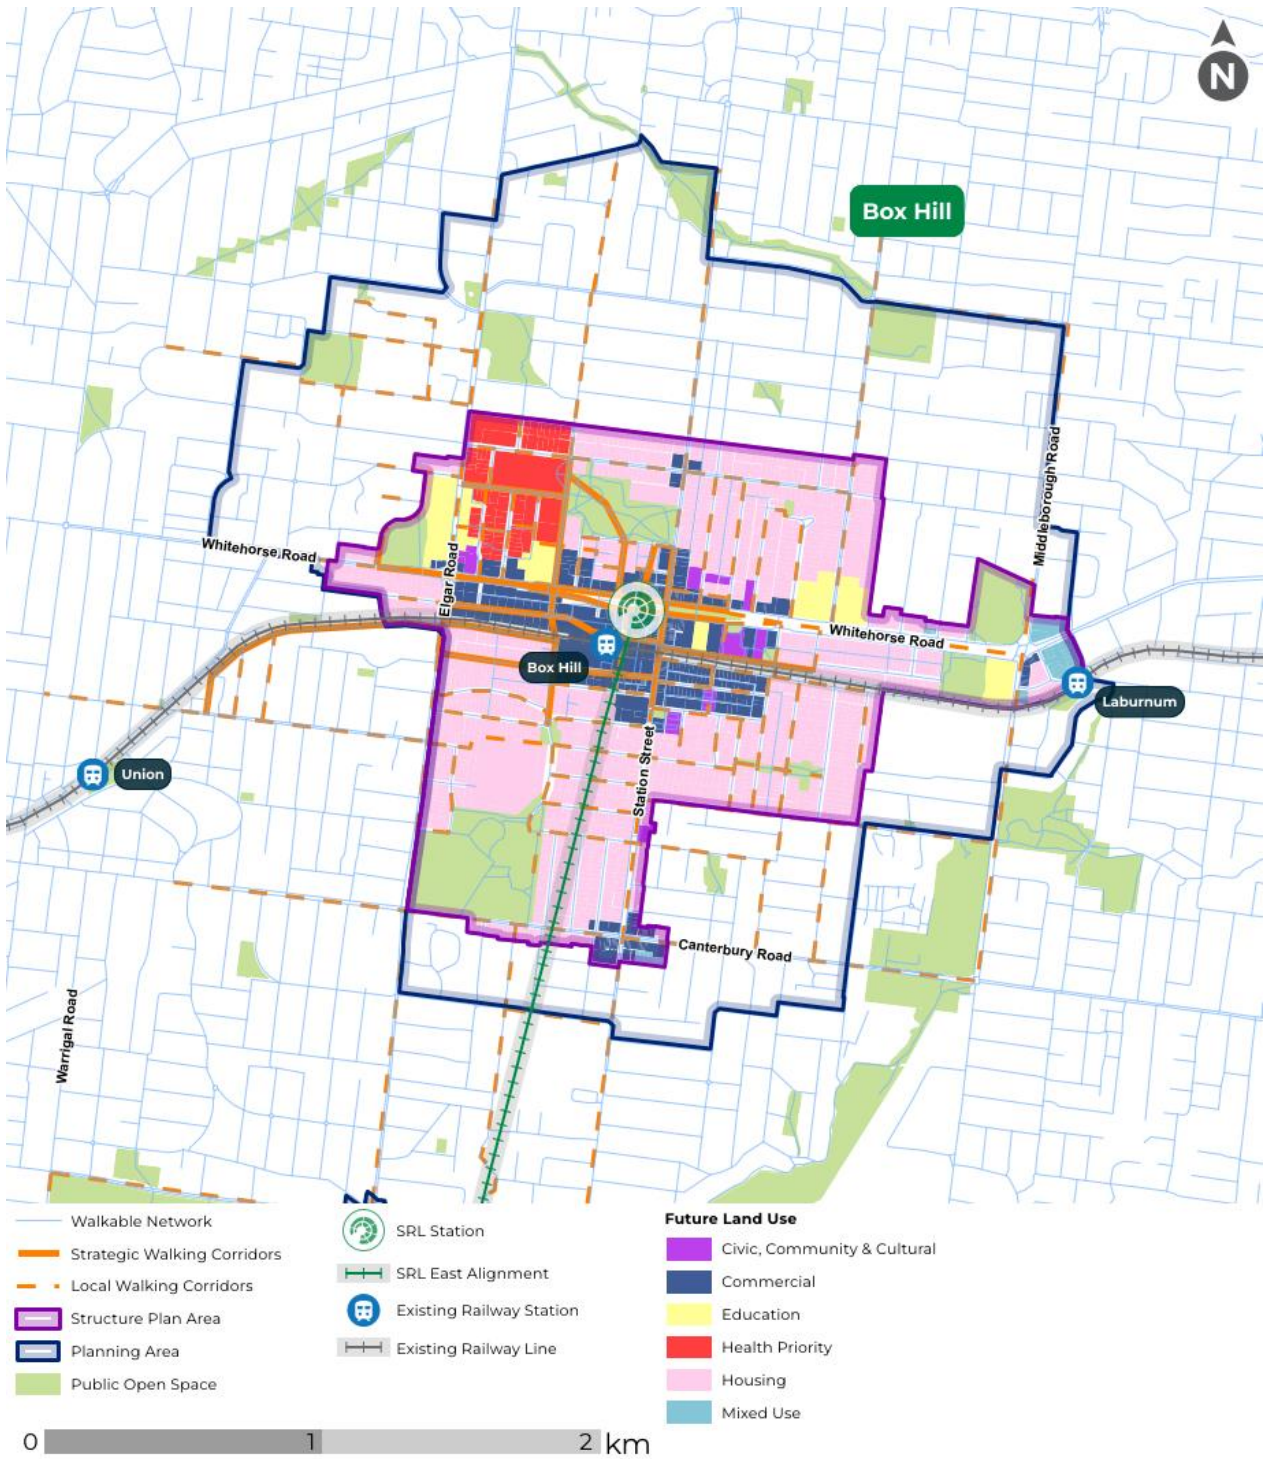 N
Box Hill
Middleborough Road
Whitehorse Road
Elgar Road
Whitehorse Road
Box Hill
Laburnum
Station Street
Union
Canterbury Road
Warrigal Road
Walkable Network
Strategic Walking Corridors
Local Walking Corridors
Structure Plan Area
Planning Area
Public Open Space
SRL Station
SRL East Alignment
Existing Railway Station
Existing Railway Line
Future Land Use
Civic, Community & Cultural
Commercial
Education
Health Priority
Housing
Mixed Use
0 1 2 km